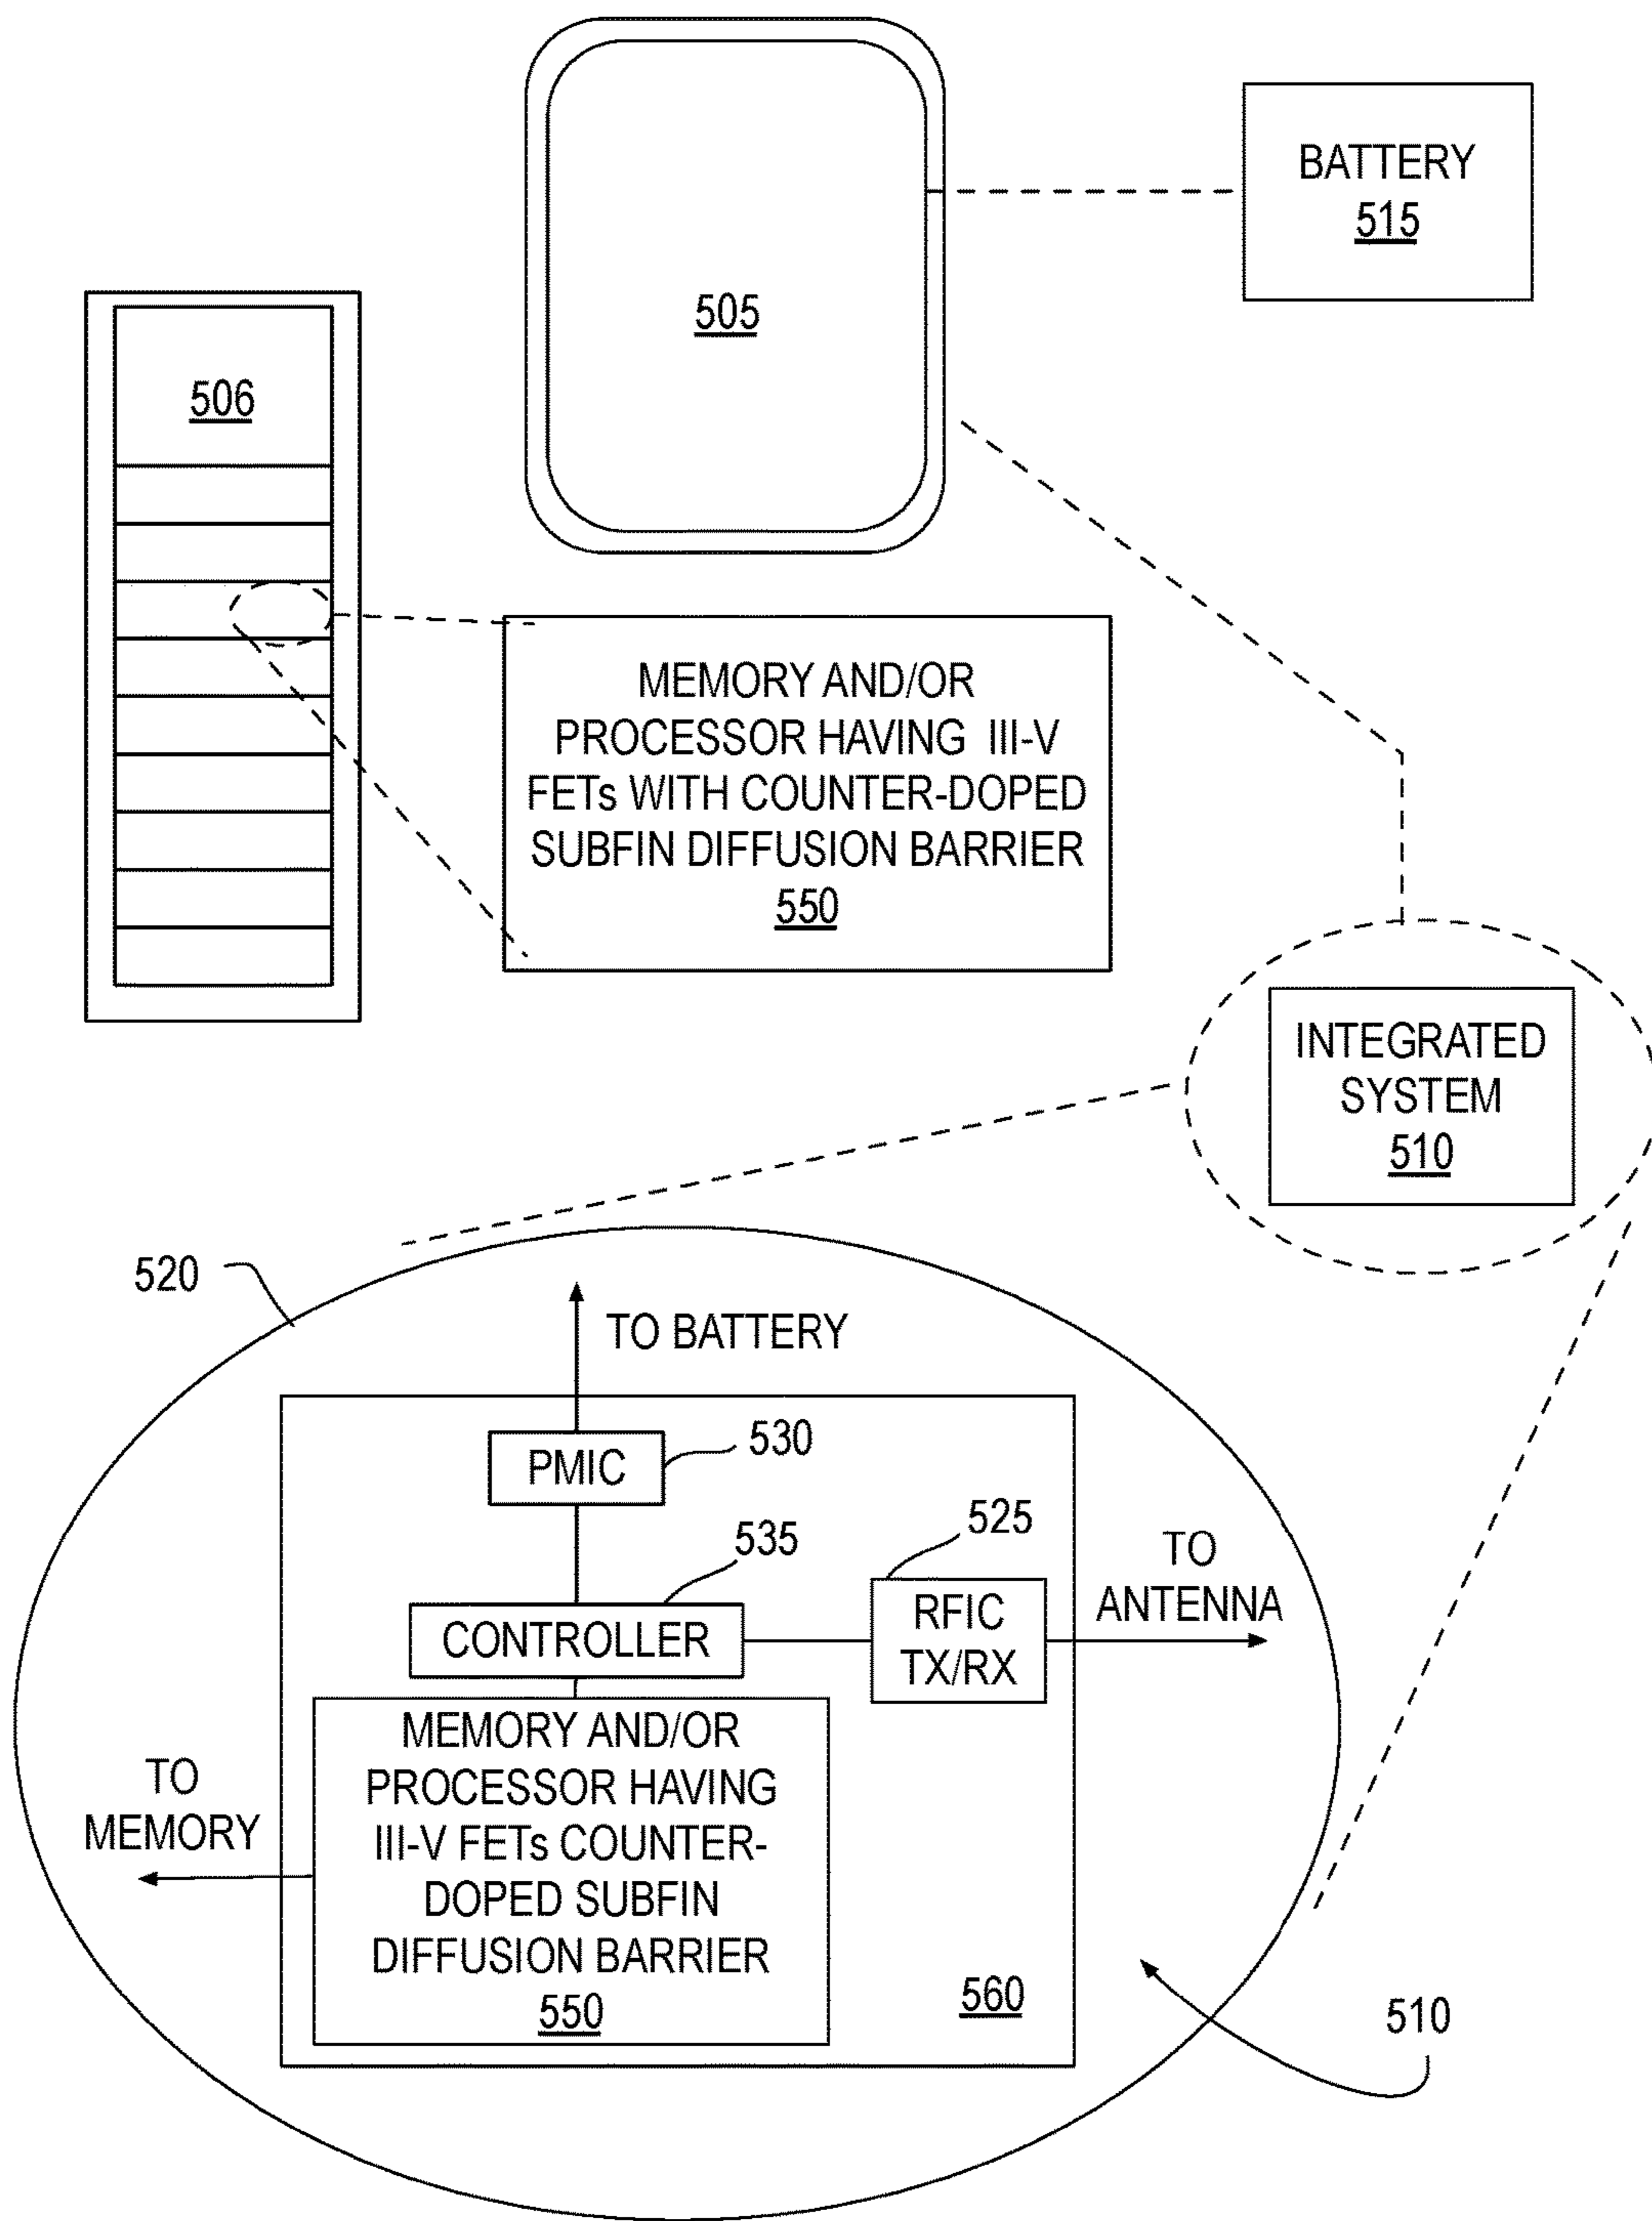 BATTERY
515
505
506
MEMORY AND/OR
PROCESSOR HAVING III-V
FETs WITH COUNTER-DOPED
SUBFIN DIFFUSION BARRIER
550
INTEGRATED
SYSTEM
510
520
TO BATTERY
PMIC
530
535
525
CONTROLLER
RFIC
TX/RX
TO
ANTENNA
MEMORY AND/OR
PROCESSOR HAVING
III-V FETs COUNTER-
DOPED SUBFIN
DIFFUSION BARRIER
550
TO
MEMORY
560
510